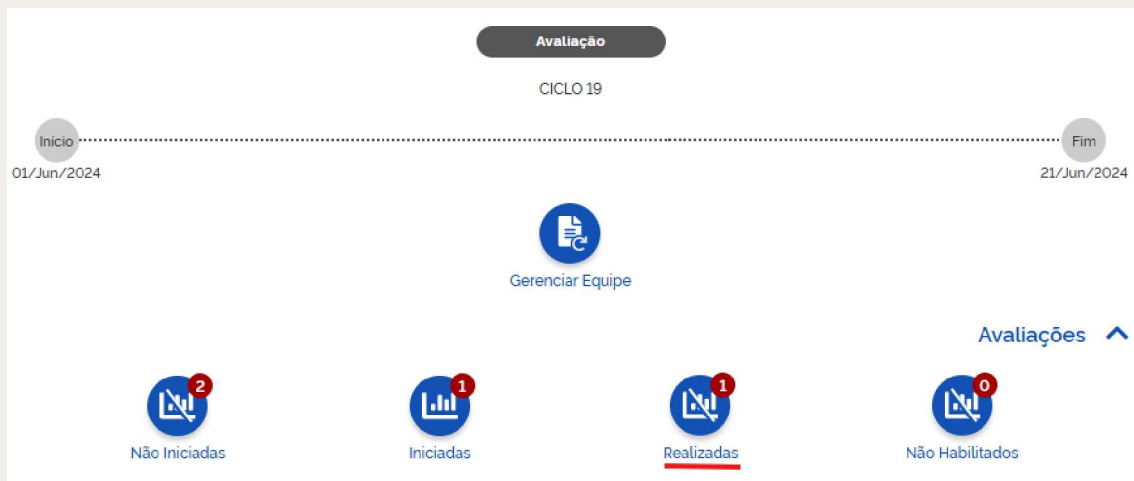 Avaliação
CICLO 19
Início
Fim
01/Jun/2024
21/Jun/2024
Gerenciar Equipe
Avaliações
2
1
1
0
Não Iniciadas
Iniciadas
Realizadas
Não Habilitados